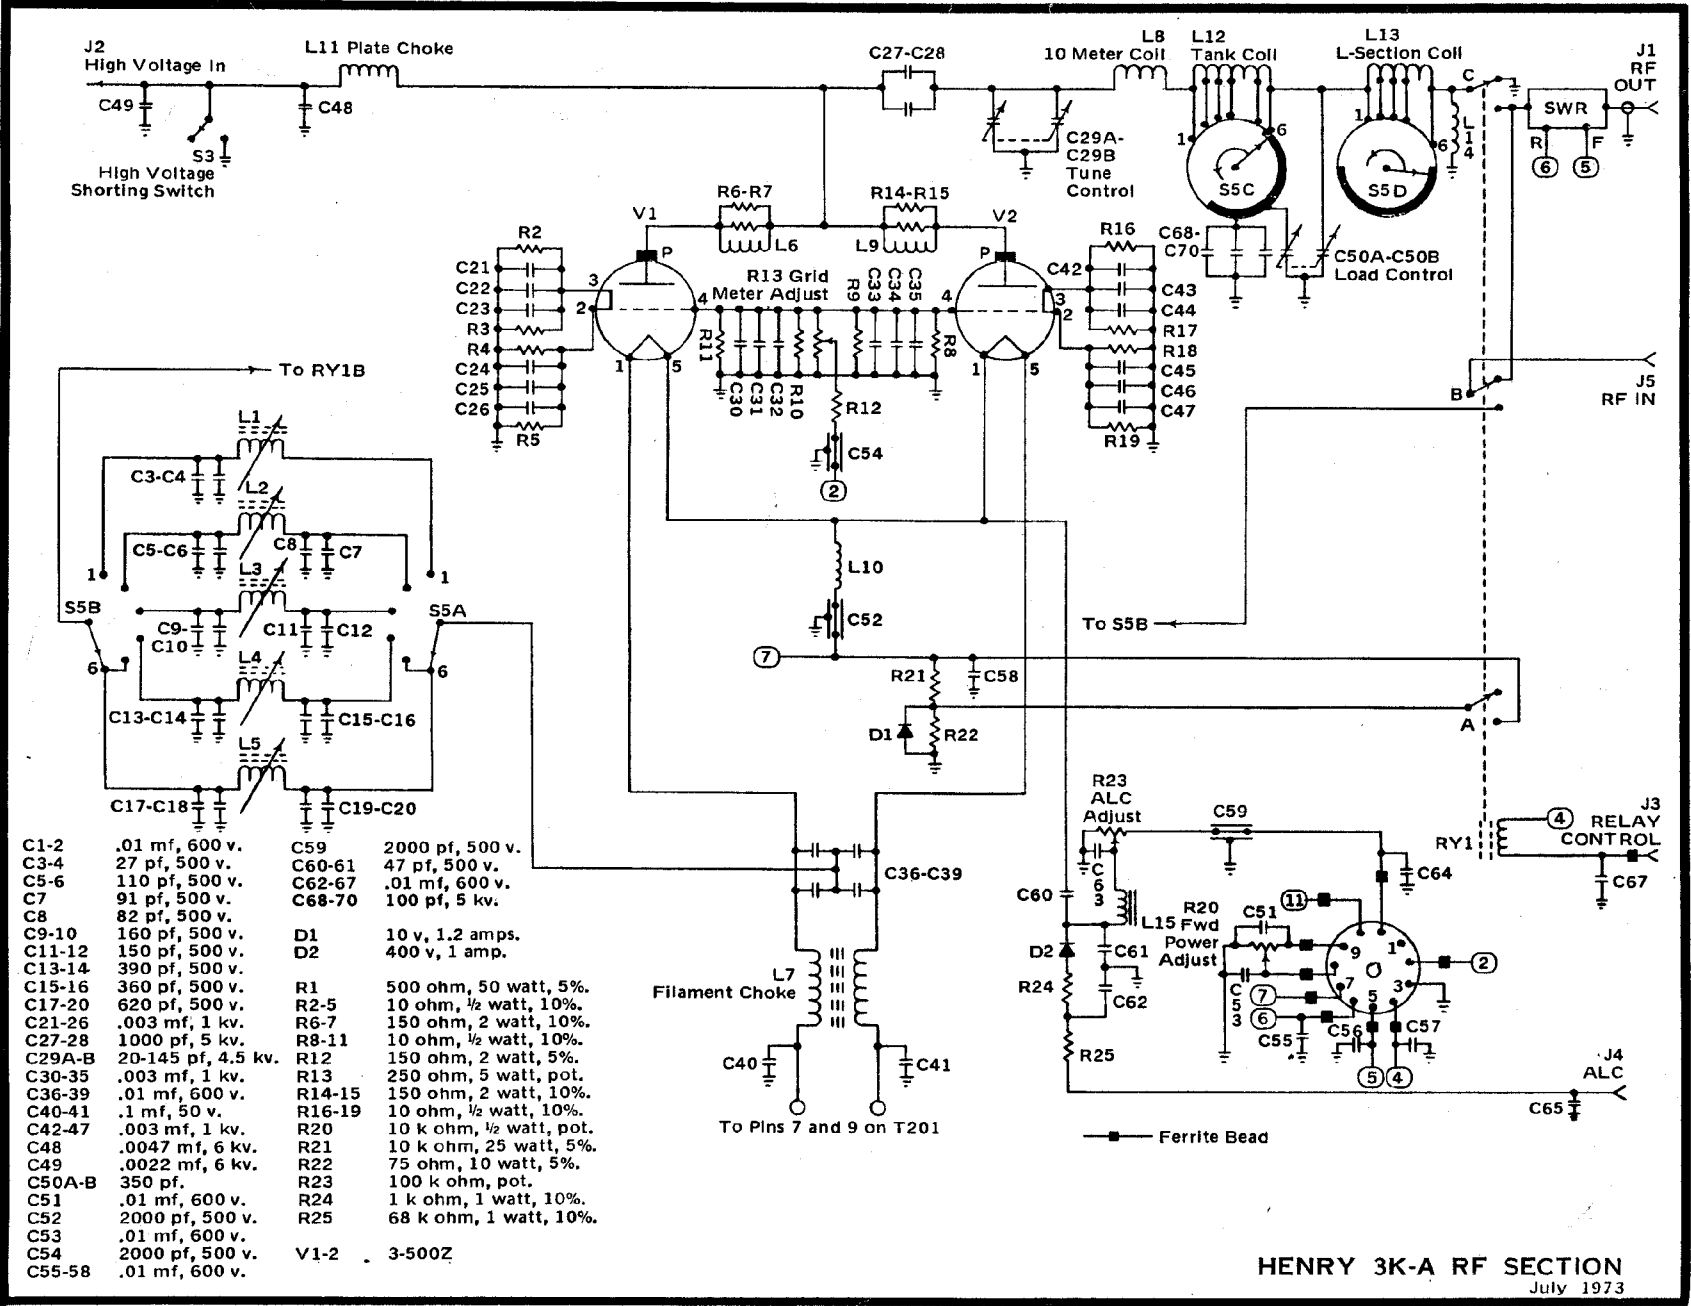 J2
High Voltage In
L11 Plate Choke
C49
C48
S3
High Voltage
Shorting Switch
C27-C28
L8
10 Meter Coil
L12
Tank Coil
L13
L-Section Coil
C
J1
RF
OUT
SWR
R
F
6
5
L14
C29A-
C29B
Tune
Control
1
6
S5C
1
6
S5D
C68-
C70
C50A-C50B
Load Control
R6-R7
L6
R14-R15
L9
V1
P
V2
P
R2
C21
C22
C23
R3
R4
C24
C25
C26
R5
3
2
4
1
5
R13 Grid
Meter Adjust
R11
C30
C31
C32
R10
R9
C33
C34
C35
R8
R12
C54
2
4
3
2
1
5
R16
C42
C43
C44
R17
R18
C45
C46
C47
R19
B
J5
RF IN
To RY1B
L1
C3-C4
L2
C5-C6
C8
C7
L3
C9-
C10
C11
C12
L4
C13-C14
C15-C16
L5
C17-C18
C19-C20
1
S5B
6
1
S5A
6
L10
C52
7
To S5B
R21
C58
D1
R22
A
R23
ALC
Adjust
C63
C59
L15
C60
D2
C61
R24
C62
R25
R20
Fwd
Power
Adjust
C51
C53
11
9
1
7
3
5
2
7
6
C55
C56
C57
5
4
C64
RY1
4
J3
RELAY
CONTROL
C67
J4
ALC
C65
C36-C39
L7
Filament Choke
C40
C41
To Pins 7 and 9 on T201
Ferrite Bead
C1-2 .01 mf, 600 v.
C3-4 27 pf, 500 v.
C5-6 110 pf, 500 v.
C7 91 pf, 500 v.
C8 82 pf, 500 v.
C9-10 160 pf, 500 v.
C11-12 150 pf, 500 v.
C13-14 390 pf, 500 v.
C15-16 360 pf, 500 v.
C17-20 620 pf, 500 v.
C21-26 .003 mf, 1 kv.
C27-28 1000 pf, 5 kv.
C29A-B 20-145 pf, 4.5 kv.
C30-35 .003 mf, 1 kv.
C36-39 .01 mf, 600 v.
C40-41 .1 mf, 50 v.
C42-47 .003 mf, 1 kv.
C48 .0047 mf, 6 kv.
C49 .0022 mf, 6 kv.
C50A-B 350 pf.
C51 .01 mf, 600 v.
C52 2000 pf, 500 v.
C53 .01 mf, 600 v.
C54 2000 pf, 500 v.
C55-58 .01 mf, 600 v.
C59 2000 pf, 500 v.
C60-61 47 pf, 500 v.
C62-67 .01 mf, 600 v.
C68-70 100 pf, 5 kv.
D1 10 v, 1.2 amps.
D2 400 v, 1 amp.
R1 500 ohm, 50 watt, 5%.
R2-5 10 ohm, ½ watt, 10%.
R6-7 150 ohm, 2 watt, 10%.
R8-11 10 ohm, ½ watt, 10%.
R12 150 ohm, 2 watt, 5%.
R13 250 ohm, 5 watt, pot.
R14-15 150 ohm, 2 watt, 10%.
R16-19 10 ohm, ½ watt, 10%.
R20 10 k ohm, ½ watt, pot.
R21 10 k ohm, 25 watt, 5%.
R22 75 ohm, 10 watt, 5%.
R23 100 k ohm, pot.
R24 1 k ohm, 1 watt, 10%.
R25 68 k ohm, 1 watt, 10%.
V1-2 3-500Z
HENRY 3K-A RF SECTION
July 1973